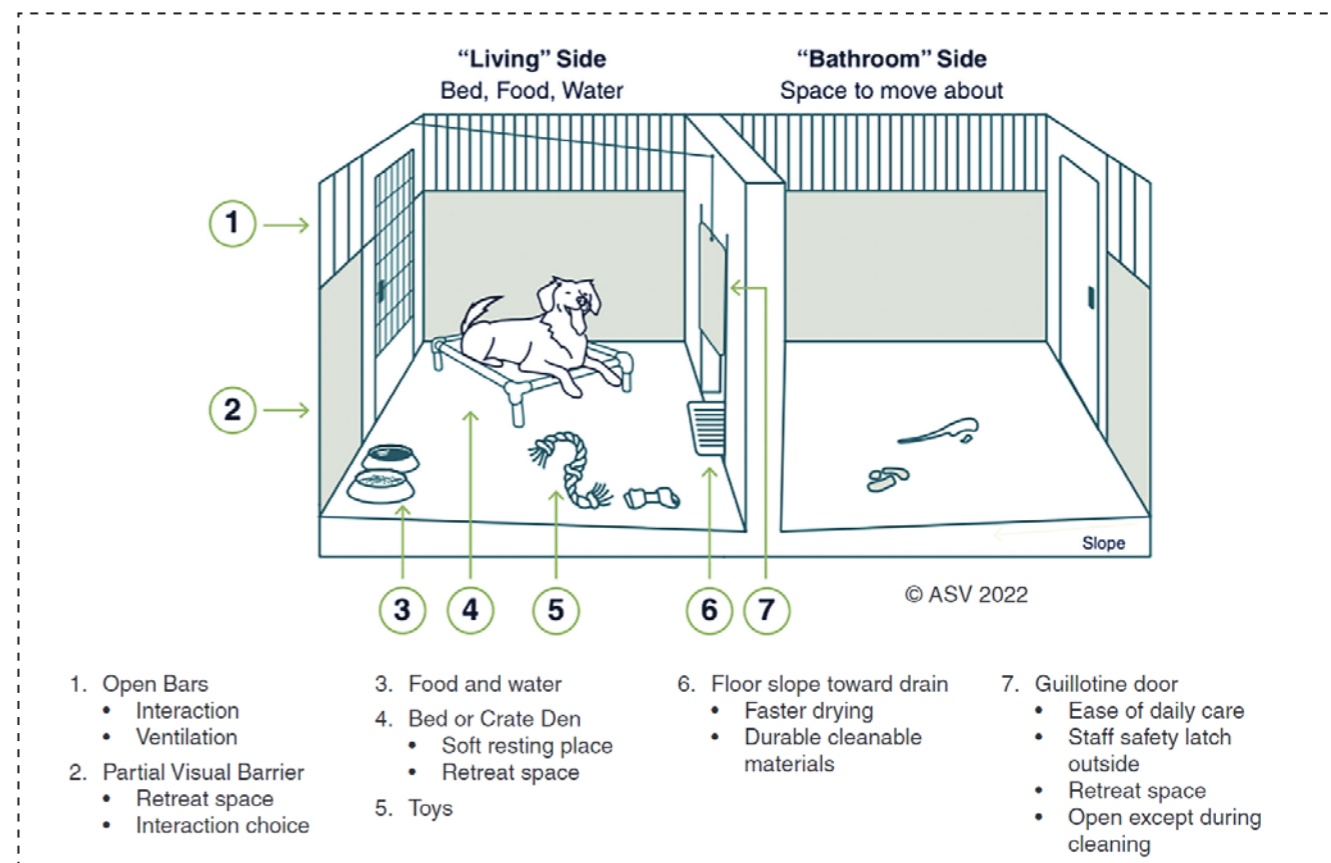 “Living” Side
Bed, Food, Water
“Bathroom” Side
Space to move about
1
2
Slope
© ASV 2022
3
4
5
6
7
1. Open Bars
• Interaction
• Ventilation
2. Partial Visual Barrier
• Retreat space
• Interaction choice
3. Food and water
4. Bed or Crate Den
• Soft resting place
• Retreat space
5. Toys
6. Floor slope toward drain
• Faster drying
• Durable cleanable
materials
7. Guillotine door
• Ease of daily care
• Staff safety latch
outside
• Retreat space
• Open except during
cleaning